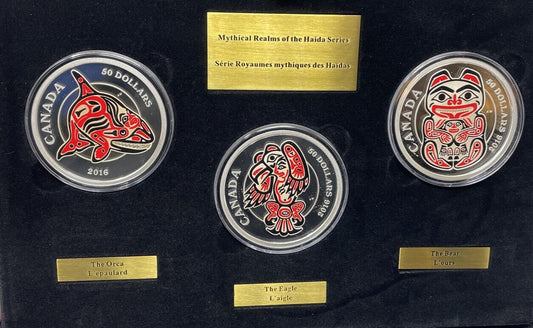 Mythical Realms of the Haida Series
Série Royaumes mythiques des Haïdas
CANADA
50 DOLLARS
2016
The Orca
L'epaulard
CANADA
50 DOLLARS 2016
The Eagle
L'aigle
CANADA
50 DOLLARS 2016
The Bear
L'ours